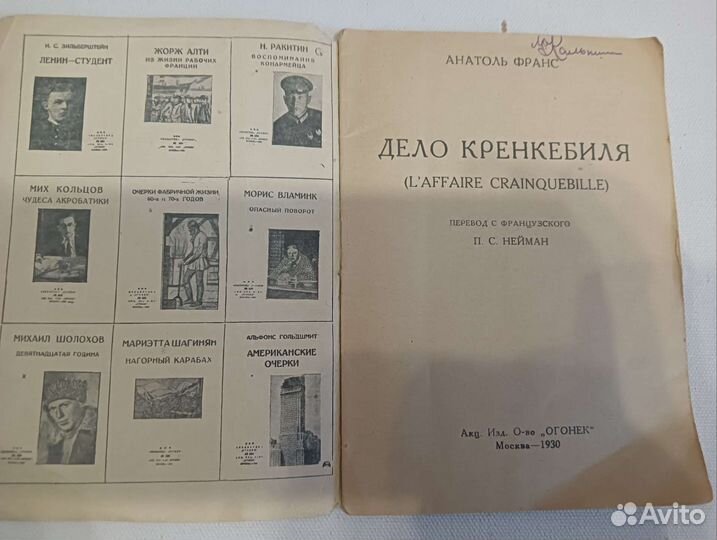 И. С. ЗИЛЬБЕРШТЕЙН
ЛЕНИН—СТУДЕНТ
ЖОРЖ АЛТИ
ИЗ ЖИЗНИ РАБОЧИХ
ФРАНЦИИ
Н. РАКИТИН
ВОСПОМИНАНИЯ
КОНАРМЕЙЦА
МИХ КОЛЬЦОВ
ЧУДЕСА АКРОБАТИКИ
ОЧЕРКИ ФАБРИЧНОЙ ЖИЗНИ
60-х и 70-х ГОДОВ
МОРИС ВЛАМИНК
ОПАСНЫЙ ПОВОРОТ
МИХАИЛ ШОЛОХОВ
ДЕВЯТНАДЦАТАЯ ГОДИНА
МАРИЭТТА ШАГИНЯН
НАГОРНЫЙ КАРАБАХ
АЛЬФОНС ГОЛЬДШМИТ
АМЕРИКАНСКИЕ
ОЧЕРКИ
АНАТОЛЬ ФРАНС
ДЕЛО КРЕНКЕБИЛЯ
(L'AFFAIRE CRAINQUEBILLE)
ПЕРЕВОД С ФРАНЦУЗСКОГО
П. С. НЕЙМАН
Акц. Изд. О-во „ОГОНЕК"
Москва—1930
Avito